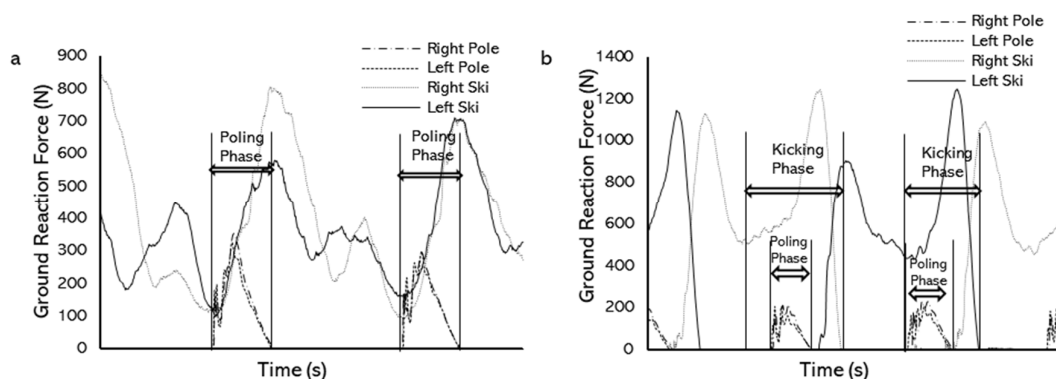 a
Ground Reaction Force (N)
900
800
700
600
500
400
300
200
100
0
Right Pole
Left Pole
Right Ski
Left Ski
Poling
Phase
Poling
Phase
Time (s)
b
Ground Reaction Force (N)
1400
1200
1000
800
600
400
200
0
Right Pole
Left Pole
Right Ski
Left Ski
Kicking
Phase
Kicking
Phase
Poling
Phase
Poling
Phase
Time (s)